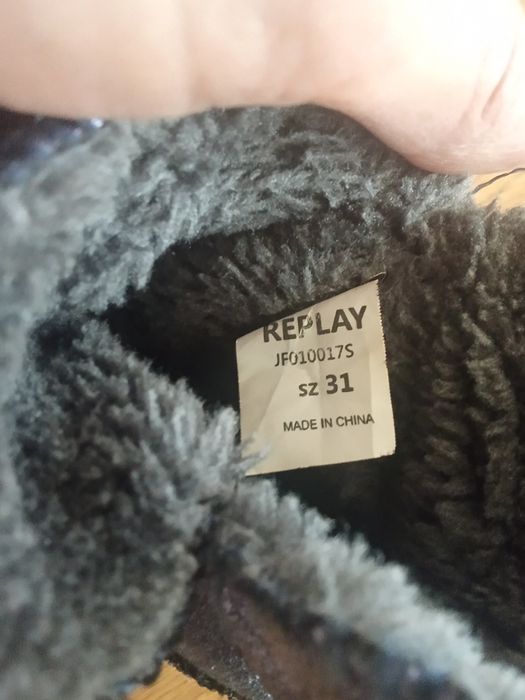 REPLAY
JF010017S
SZ 31
MADE IN CHINA